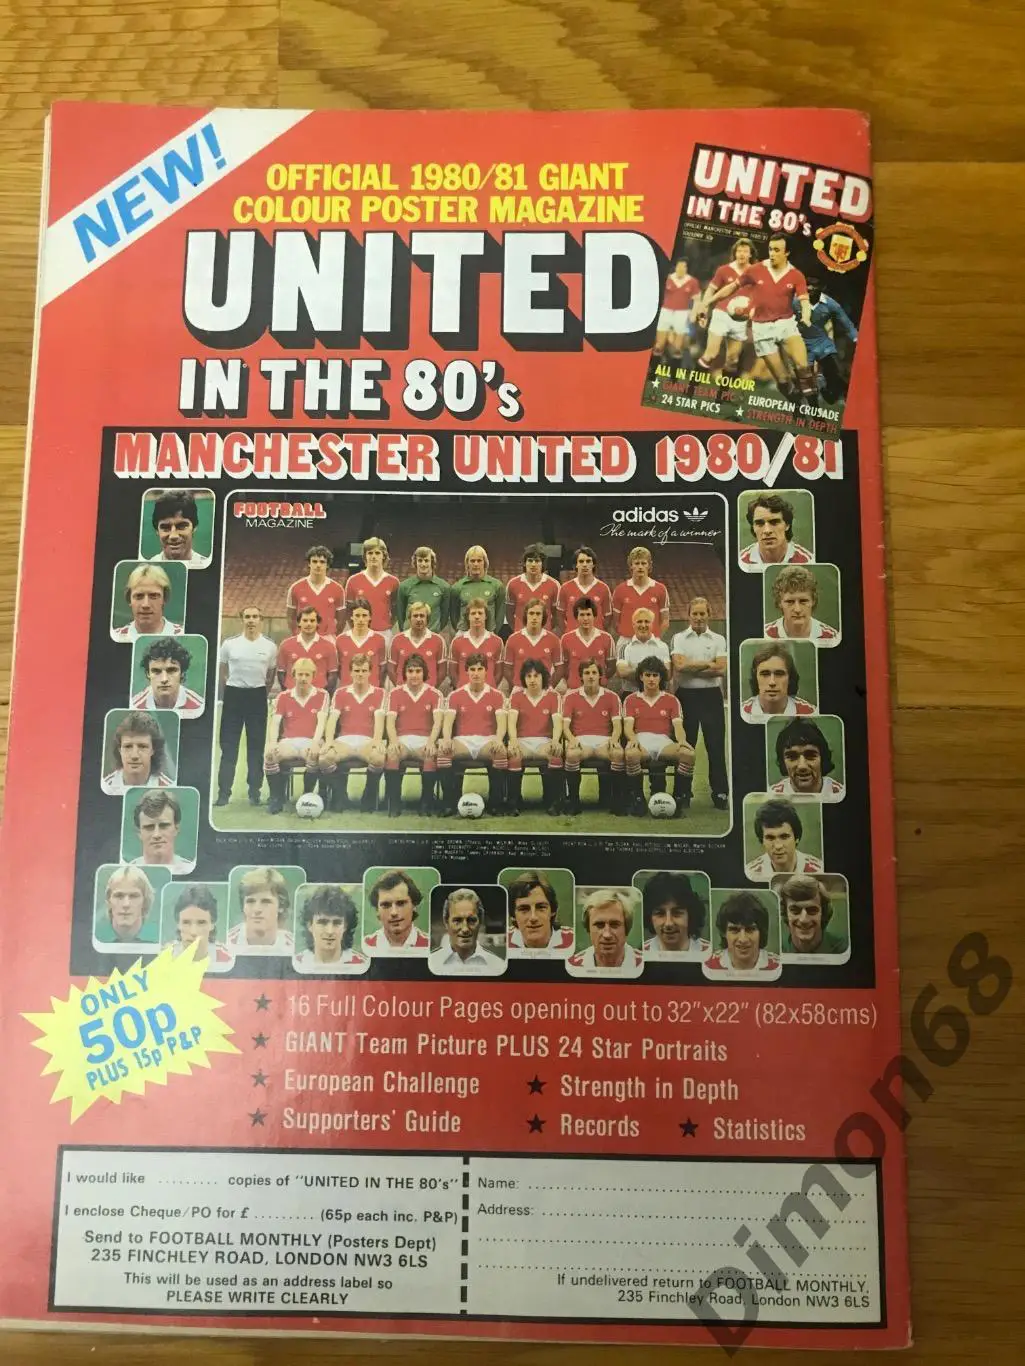 NEW!
OFFICIAL 1980/81 GIANT
COLOUR POSTER MAGAZINE
UNITED
IN THE 80's
UNITED
IN THE 80's
ALL IN FULL COLOUR
★ GIANT TEAM PIC
★ 24 STAR PICS
★ EUROPEAN CRUSADE
★ STRENGTH IN DEPTH
MANCHESTER UNITED 1980/81
FOOTBALL
MAGAZINE
adidas
The mark of a winner
ONLY
50p
PLUS 15p P&P
★ 16 Full Colour Pages opening out to 32"x22" (82x58cms)
★ GIANT Team Picture PLUS 24 Star Portraits
★ European Challenge ★ Strength in Depth
★ Supporters' Guide ★ Records ★ Statistics
I would like ......... copies of "UNITED IN THE 80's"
I enclose Cheque/PO for £ ......... (65p each inc. P&P)
Send to FOOTBALL MONTHLY (Posters Dept)
235 FINCHLEY ROAD, LONDON NW3 6LS
This will be used as an address label so
PLEASE WRITE CLEARLY
Name:
Address:
If undelivered return to FOOTBALL MONTHLY,
235 Finchley Road, London NW3 6LS
Dimon68